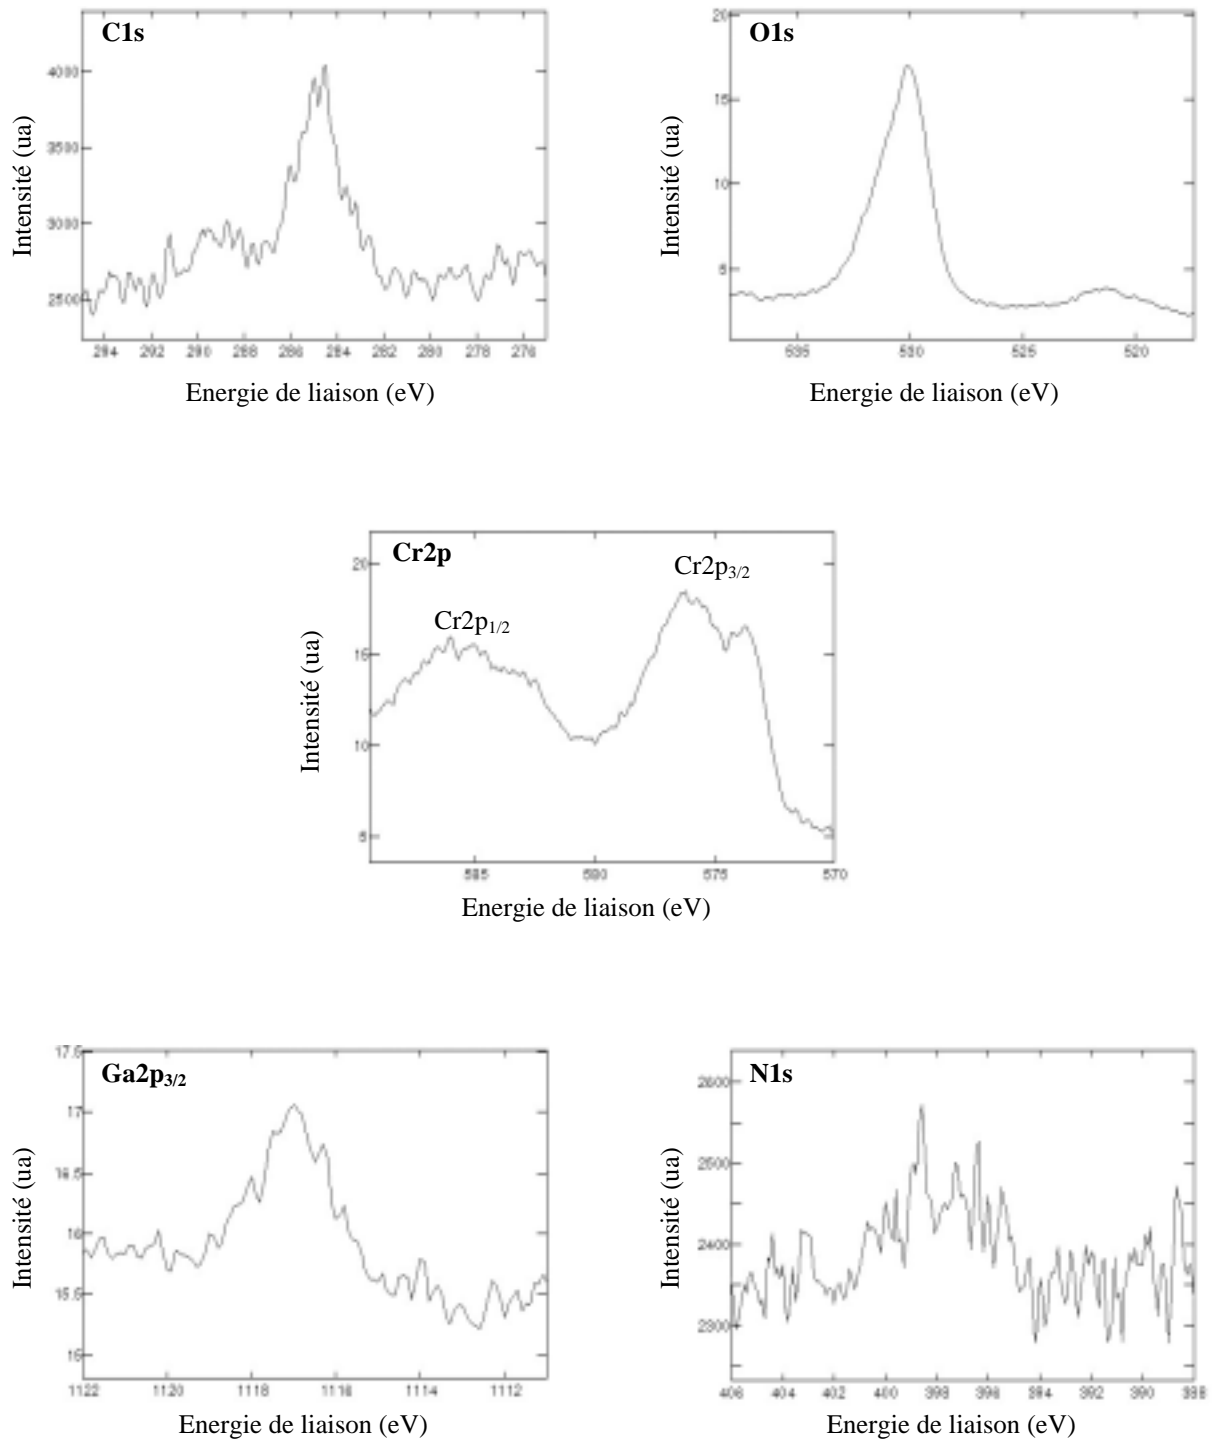 C1s
4000
3500
3000
2500
294 292 290 288 286 284 282 280 278 276
Intensité (ua)
Energie de liaison (eV)
O1s
20
15
10
5
535 530 525 520
Intensité (ua)
Energie de liaison (eV)
Cr2p
Cr2p3/2
Cr2p1/2
20
15
10
5
585 580 575 570
Intensité (ua)
Energie de liaison (eV)
Ga2p3/2
17.5
17
16.5
16
15.5
15
1122 1120 1118 1116 1114 1112
Intensité (ua)
Energie de liaison (eV)
N1s
2600
2500
2400
2300
406 404 402 400 398 396 394 392 390 388
Intensité (ua)
Energie de liaison (eV)